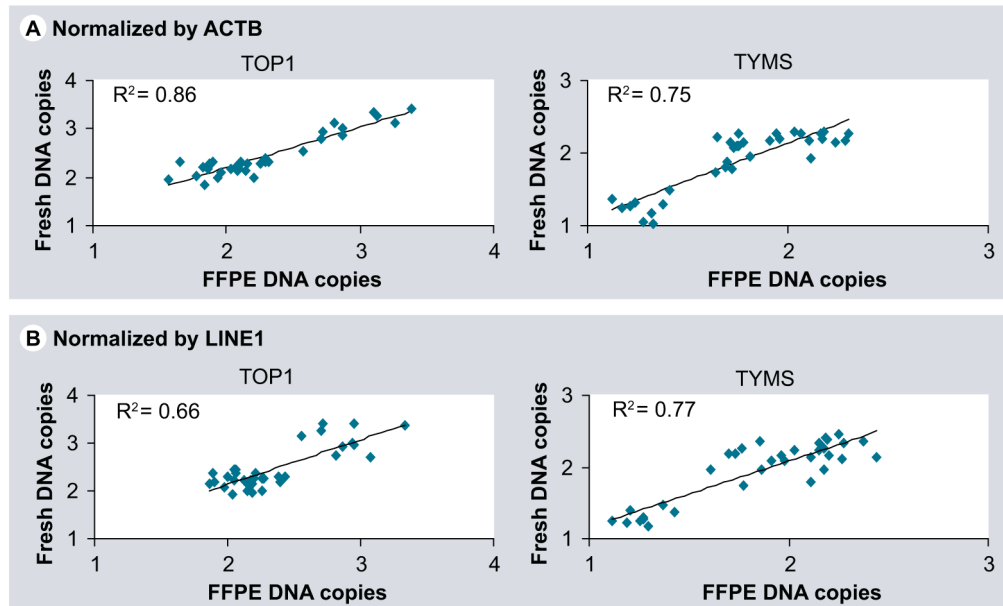 A Normalized by ACTB
TOP1
R² = 0.86
Fresh DNA copies
4
3
2
1
1 2 3 4
FFPE DNA copies
TYMS
R² = 0.75
Fresh DNA copies
3
2
1
1 2 3
FFPE DNA copies
B Normalized by LINE1
TOP1
R² = 0.66
Fresh DNA copies
4
3
2
1
1 2 3 4
FFPE DNA copies
TYMS
R² = 0.77
Fresh DNA copies
3
2
1
1 2 3
FFPE DNA copies